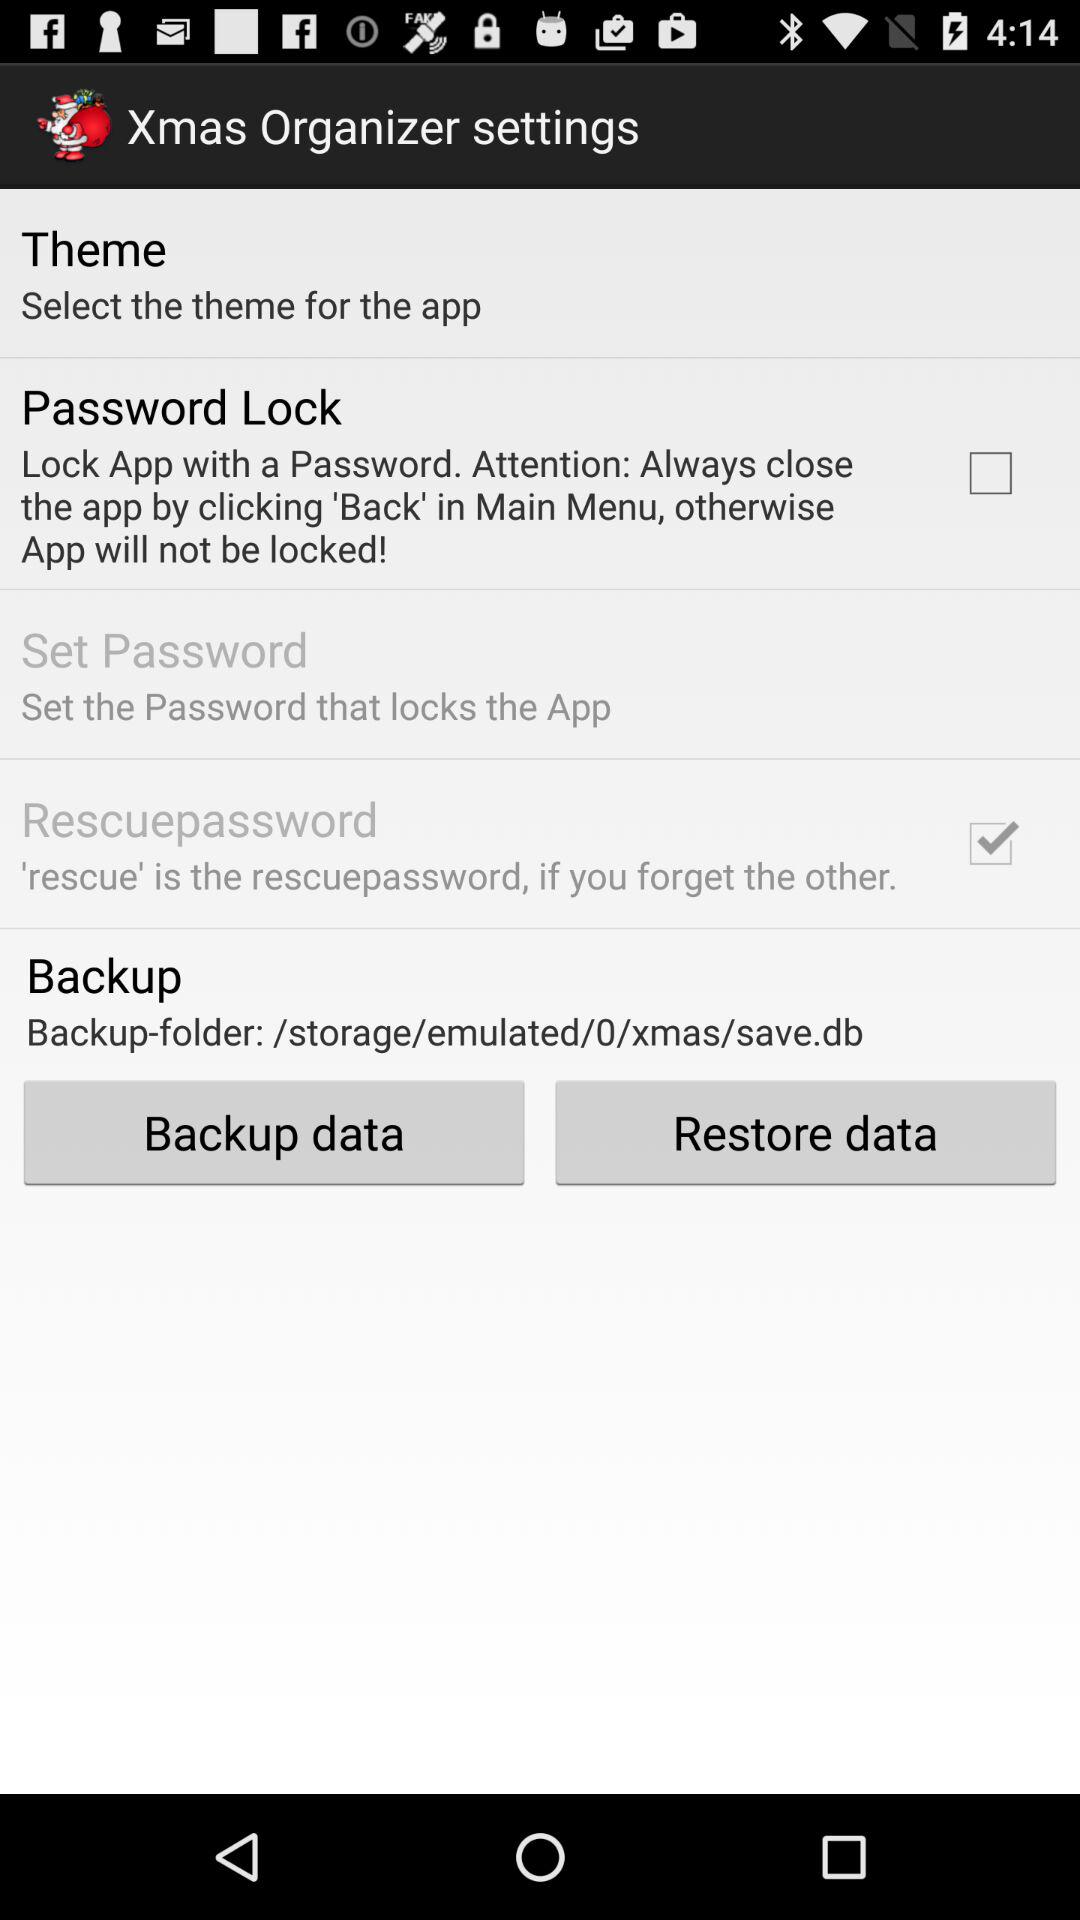 FAKE
4:14
Xmas Organizer settings
Theme
Select the theme for the app
Password Lock
Lock App with a Password. Attention: Always close
the app by clicking 'Back' in Main Menu, otherwise
App will not be locked!
Set Password
Set the Password that locks the App
Rescuepassword
'rescue' is the rescuepassword, if you forget the other.
Backup
Backup-folder: /storage/emulated/0/xmas/save.db
Backup data
Restore data